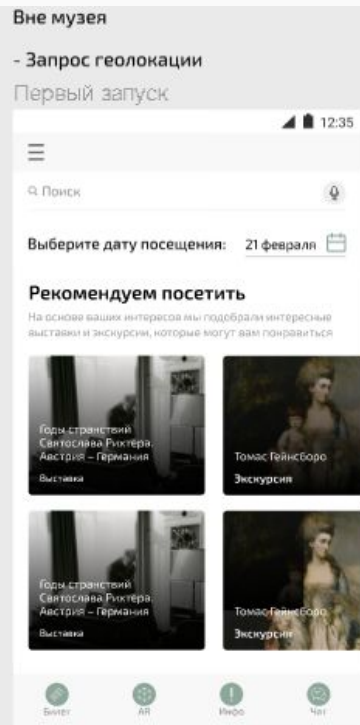 Вне музея
- Запрос геолокации
Первый запуск
12:35
Поиск
Выберите дату посещения: 21 февраля
Рекомендуем посетить
На основе ваших интересов мы подобрали интересные
выставки и экскурсии, которые могут вам понравиться
Годы странствий
Святослава Рихтера.
Австрия – Германия
Выставка
Томас Гейнсборо
Экскурсия
Годы странствий
Святослава Рихтера.
Австрия – Германия
Выставка
Томас Гейнсборо
Экскурсия
Билет
AR
Инфо
Чат